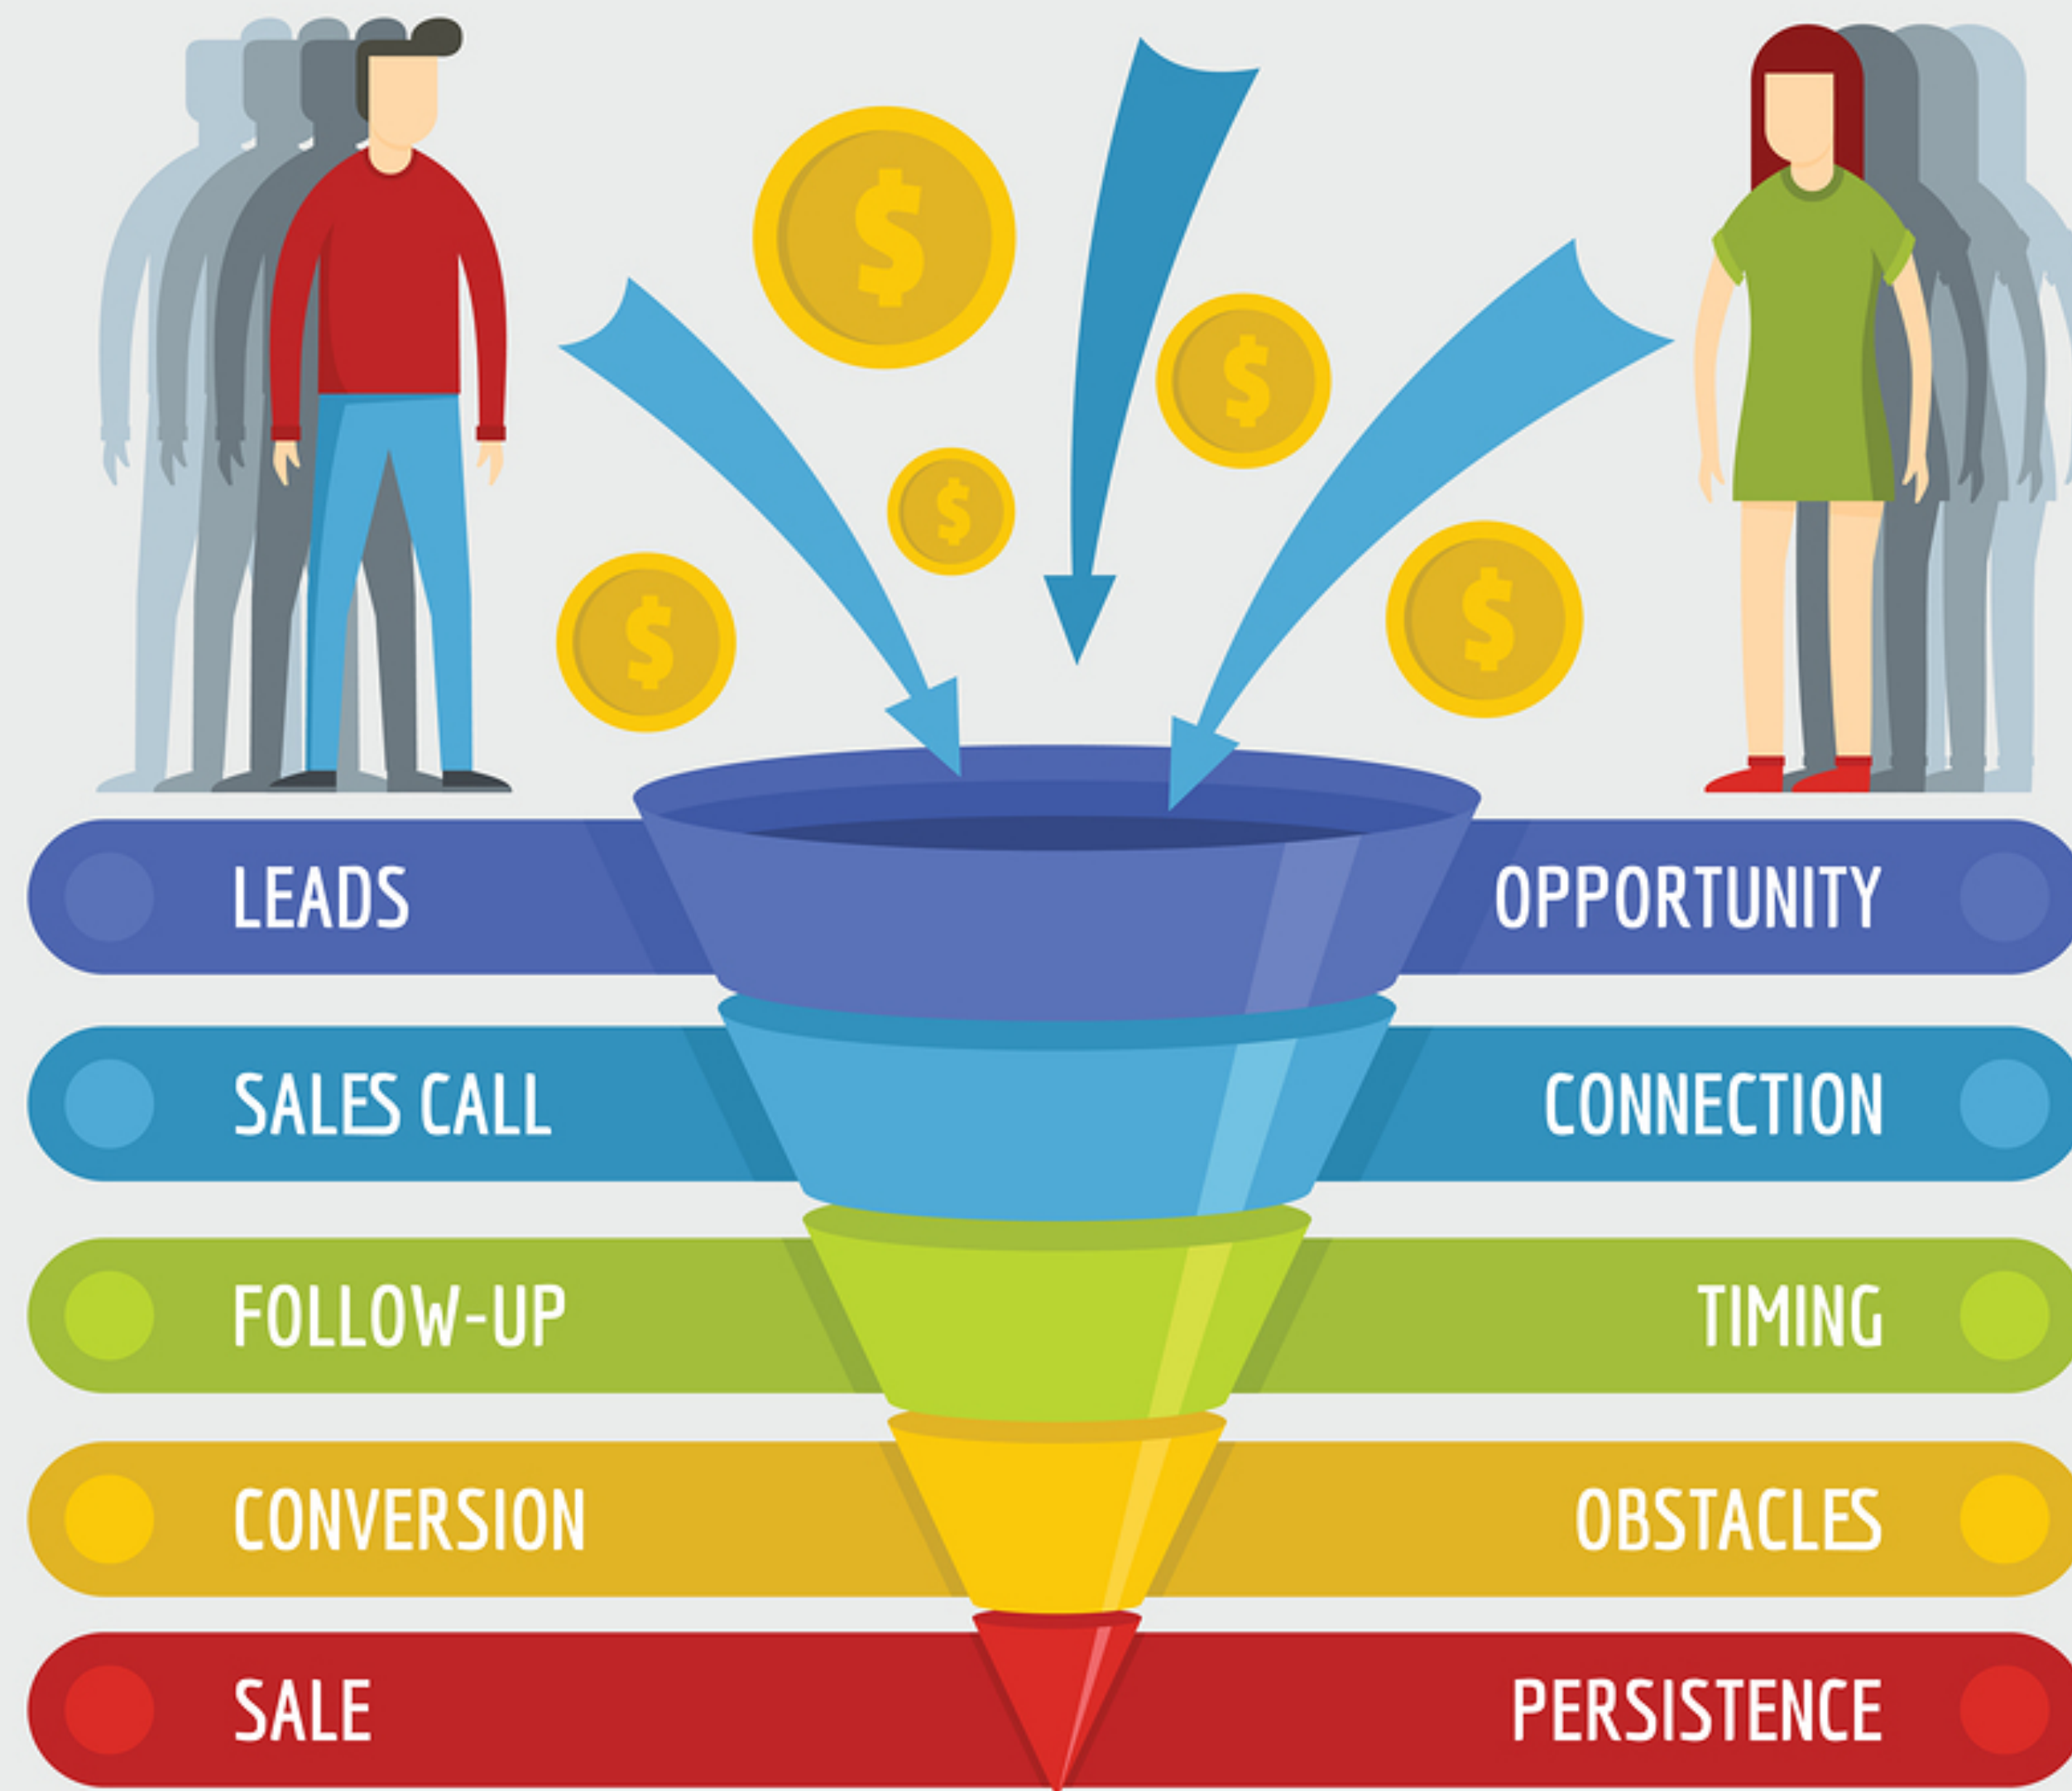 $
$
$
$
$
LEADS
OPPORTUNITY
SALES CALL
CONNECTION
FOLLOW-UP
TIMING
CONVERSION
OBSTACLES
SALE
PERSISTENCE